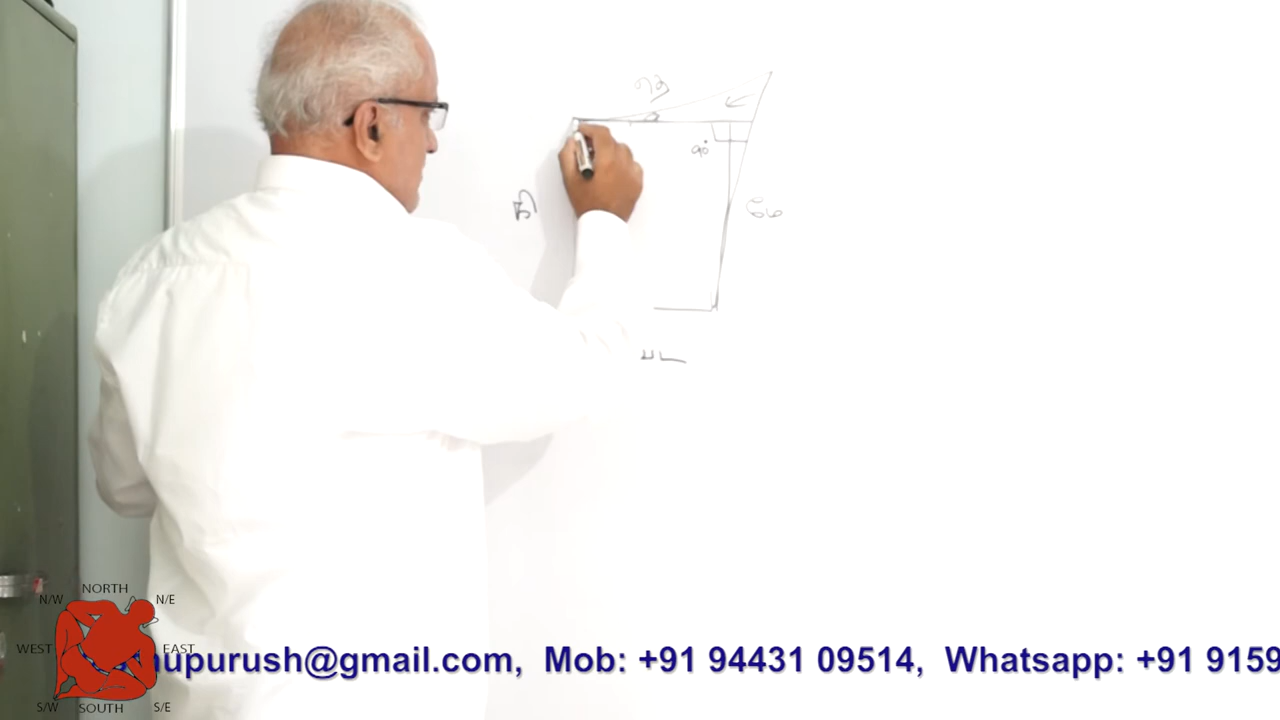 90°
NORTH
N/W N/E
WEST EAST
upurush@gmail.com, Mob: +91 94431 09514, Whatsapp: +91 9159
S/W SOUTH S/E